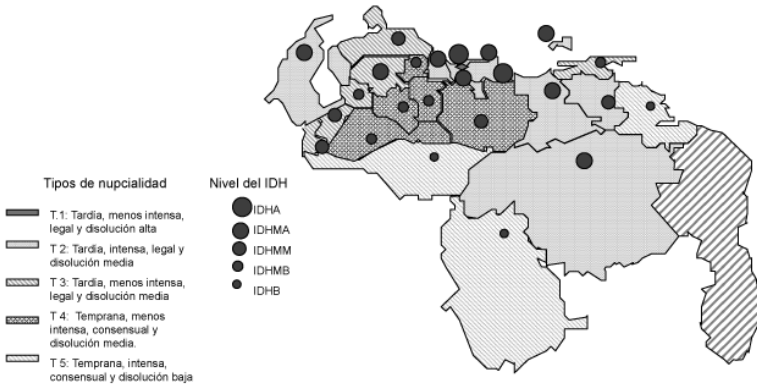 Tipos de nupcialidad
T.1: Tardía, menos intensa,
legal y disolución alta
T 2: Tardía, intensa, legal y
disolución media
T 3: Tardía, menos intensa,
legal y disolución media
T 4: Temprana, menos
intensa, consensual y
disolución media.
T 5: Temprana, intensa,
consensual y disolución baja
Nivel del IDH
IDHA
IDHMA
IDHMM
IDHMB
IDHB